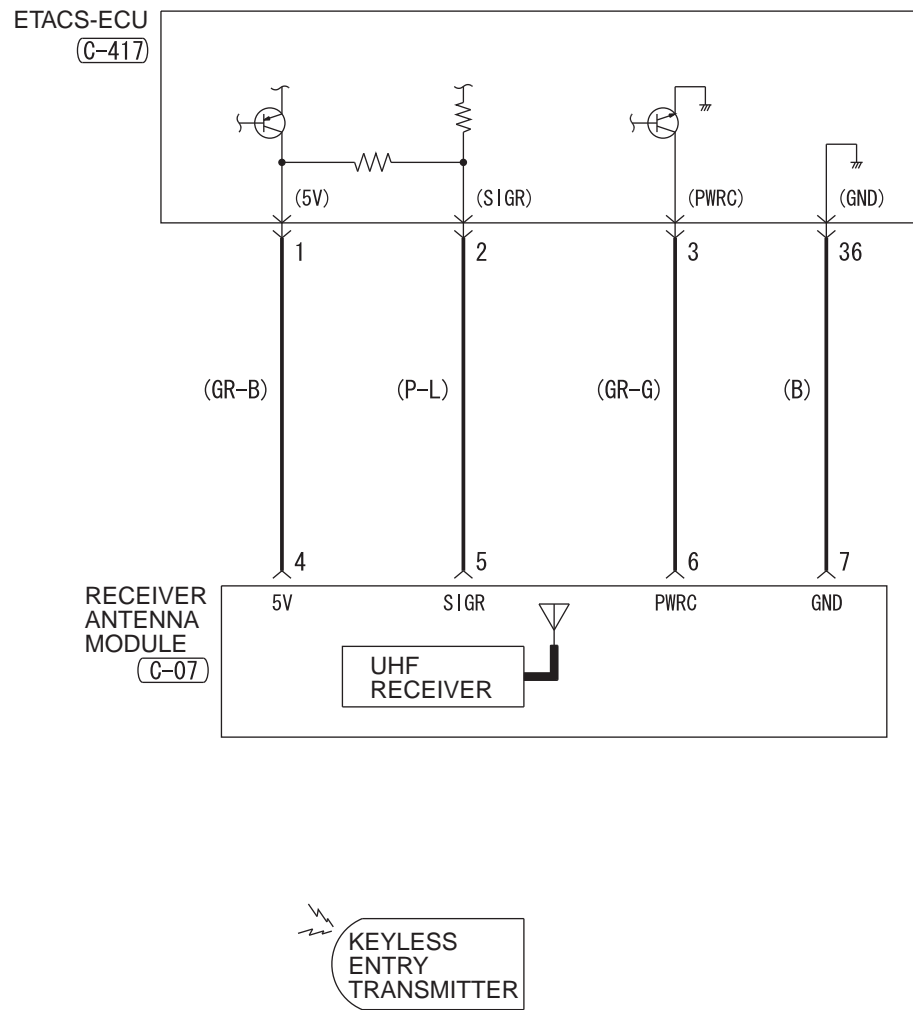 ETACS-ECU
C-417
(5V) (SIGR) (PWRC) (GND)
1 2 3 36
(GR-B) (P-L) (GR-G) (B)
4 5 6 7
RECEIVER
ANTENNA
MODULE
C-07
5V SIGR PWRC GND
UHF
RECEIVER
KEYLESS
ENTRY
TRANSMITTER